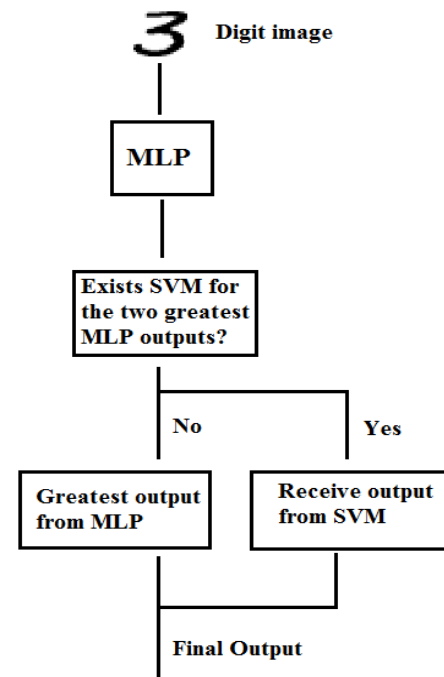 3 Digit image
MLP
Exists SVM for
the two greatest
MLP outputs?
No
Yes
Greatest output
from MLP
Receive output
from SVM
Final Output